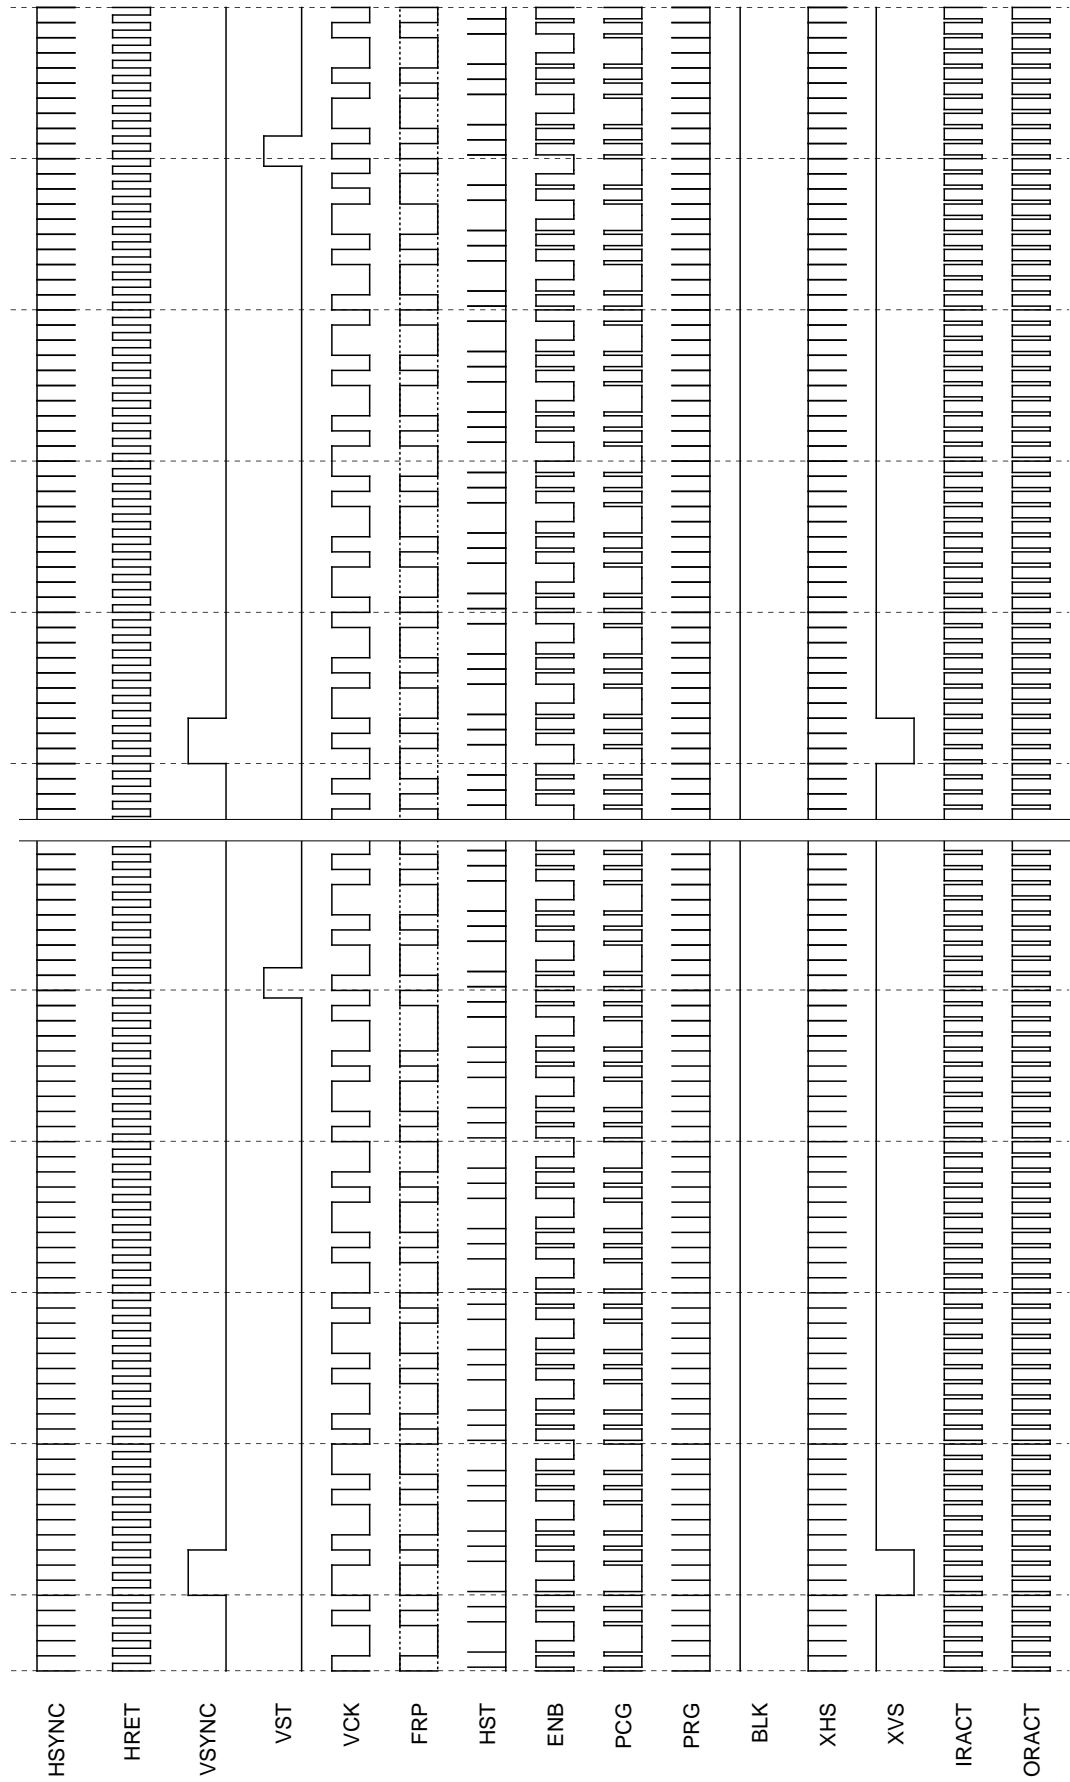 HSYNC
HRET
VSYNC
VST
VCK
FRP
HST
ENB
PCG
PRG
BLK
XHS
XVS
IRACT
ORACT